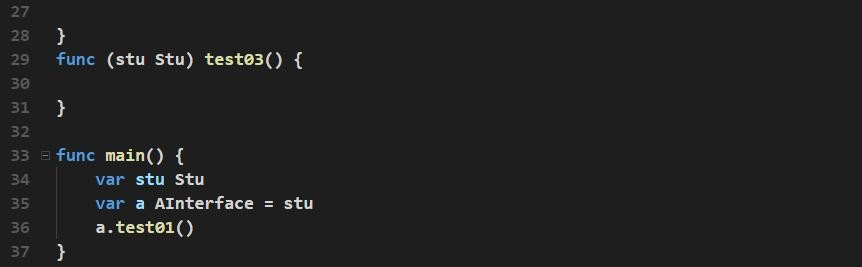 27
28 }
29 func (stu Stu) test03() {
30
31 }
32
33 func main() {
34     var stu Stu
35     var a AInterface = stu
36     a.test01()
37 }